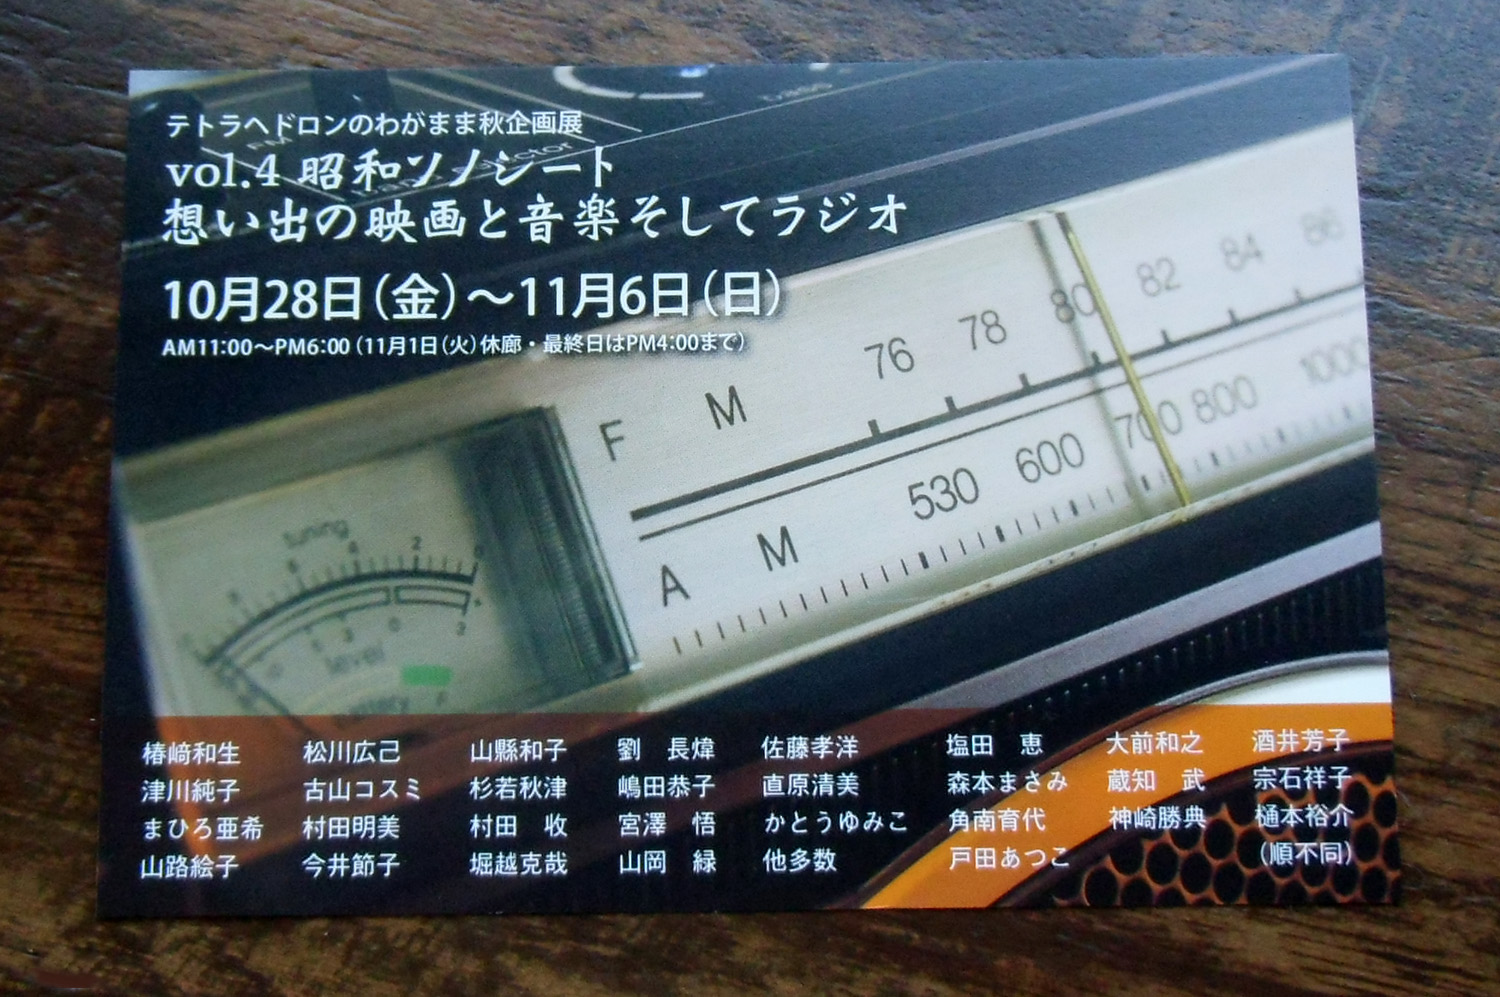 テトラヘドロンのわがまま秋企画展
vol.4 昭和ソノシート
想い出の映画と音楽そしてラジオ
10月28日（金）～11月6日（日）
AM11:00～PM6:00（11月1日（火）休廊・最終日はPM4:00まで）
76 78 80 82 84 86
F M
530 600 700 800 1000
A M
tuning
level
椿﨑和生 松川広己 山縣和子 劉 長煒 佐藤孝洋 塩田 恵 大前和之 酒井芳子
津川純子 古山コスミ 杉若秋津 嶋田恭子 直原清美 森本まさみ 蔵知 武 宗石祥子
まひろ亜希 村田明美 村田 收 宮澤 悟 かとうゆみこ 角南育代 神崎勝典 樋本裕介
山路絵子 今井節子 堀越克哉 山岡 緑 他多数 戸田あつこ （順不同）